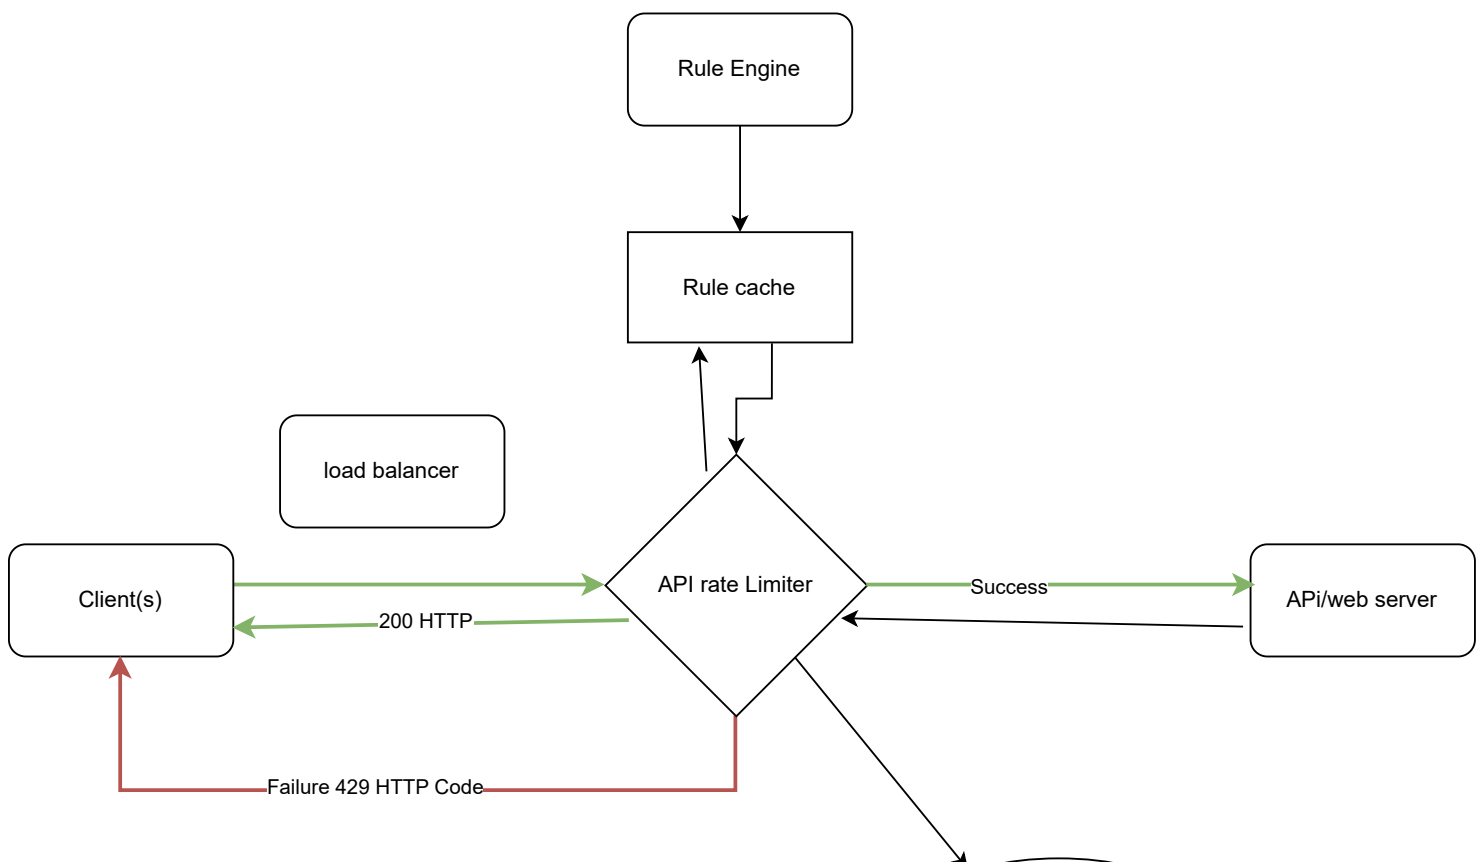 Rule Engine
Rule cache
load balancer
Client(s)
API rate Limiter
Success
APi/web server
200 HTTP
Failure 429 HTTP Code